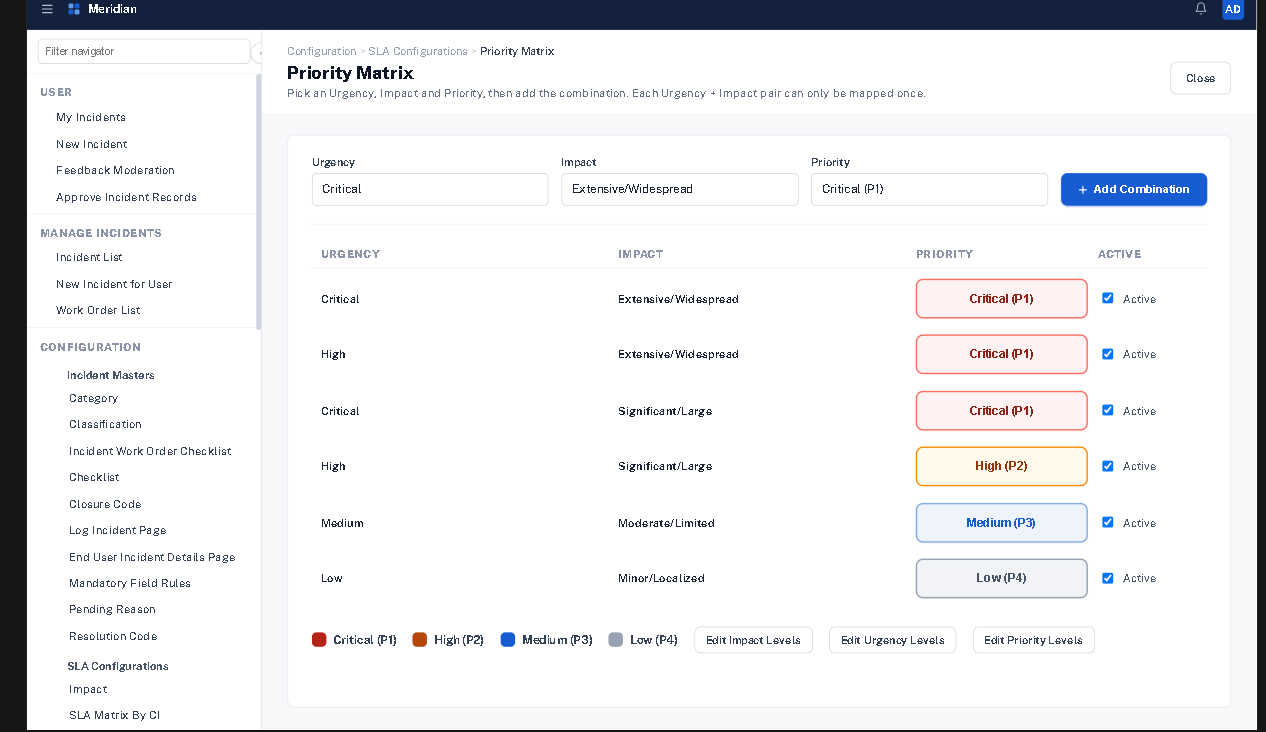 Meridian
AD
Filter navigator
USER
My Incidents
New Incident
Feedback Moderation
Approve Incident Records
MANAGE INCIDENTS
Incident List
New Incident for User
Work Order List
CONFIGURATION
Incident Masters
Category
Classification
Incident Work Order Checklist
Checklist
Closure Code
Log Incident Page
End User Incident Details Page
Mandatory Field Rules
Pending Reason
Resolution Code
SLA Configurations
Impact
SLA Matrix By CI
Configuration > SLA Configurations > Priority Matrix
Priority Matrix
Pick an Urgency, Impact and Priority, then add the combination. Each Urgency + Impact pair can only be mapped once.
Close
Urgency Impact Priority
Critical Extensive/Widespread Critical (P1) + Add Combination
URGENCY IMPACT PRIORITY ACTIVE
Critical Extensive/Widespread Critical (P1) Active
High Extensive/Widespread Critical (P1) Active
Critical Significant/Large Critical (P1) Active
High Significant/Large High (P2) Active
Medium Moderate/Limited Medium (P3) Active
Low Minor/Localized Low (P4) Active
Critical (P1) High (P2) Medium (P3) Low (P4) Edit Impact Levels Edit Urgency Levels Edit Priority Levels